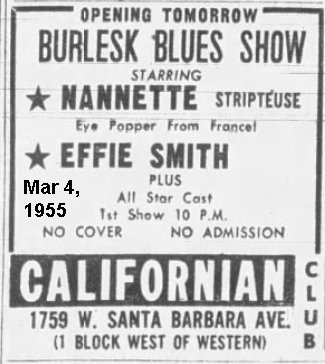 OPENING TOMORROW
BURLESK BLUES SHOW
STARRING
★ NANNETTE STRIPTEUSE
Eye Popper From France!
★ EFFIE SMITH
Mar 4,
1955
PLUS
All Star Cast
1st Show 10 P.M.
NO COVER NO ADMISSION
CALIFORNIAN
CLUB
1759 W. SANTA BARBARA AVE.
(1 BLOCK WEST OF WESTERN)